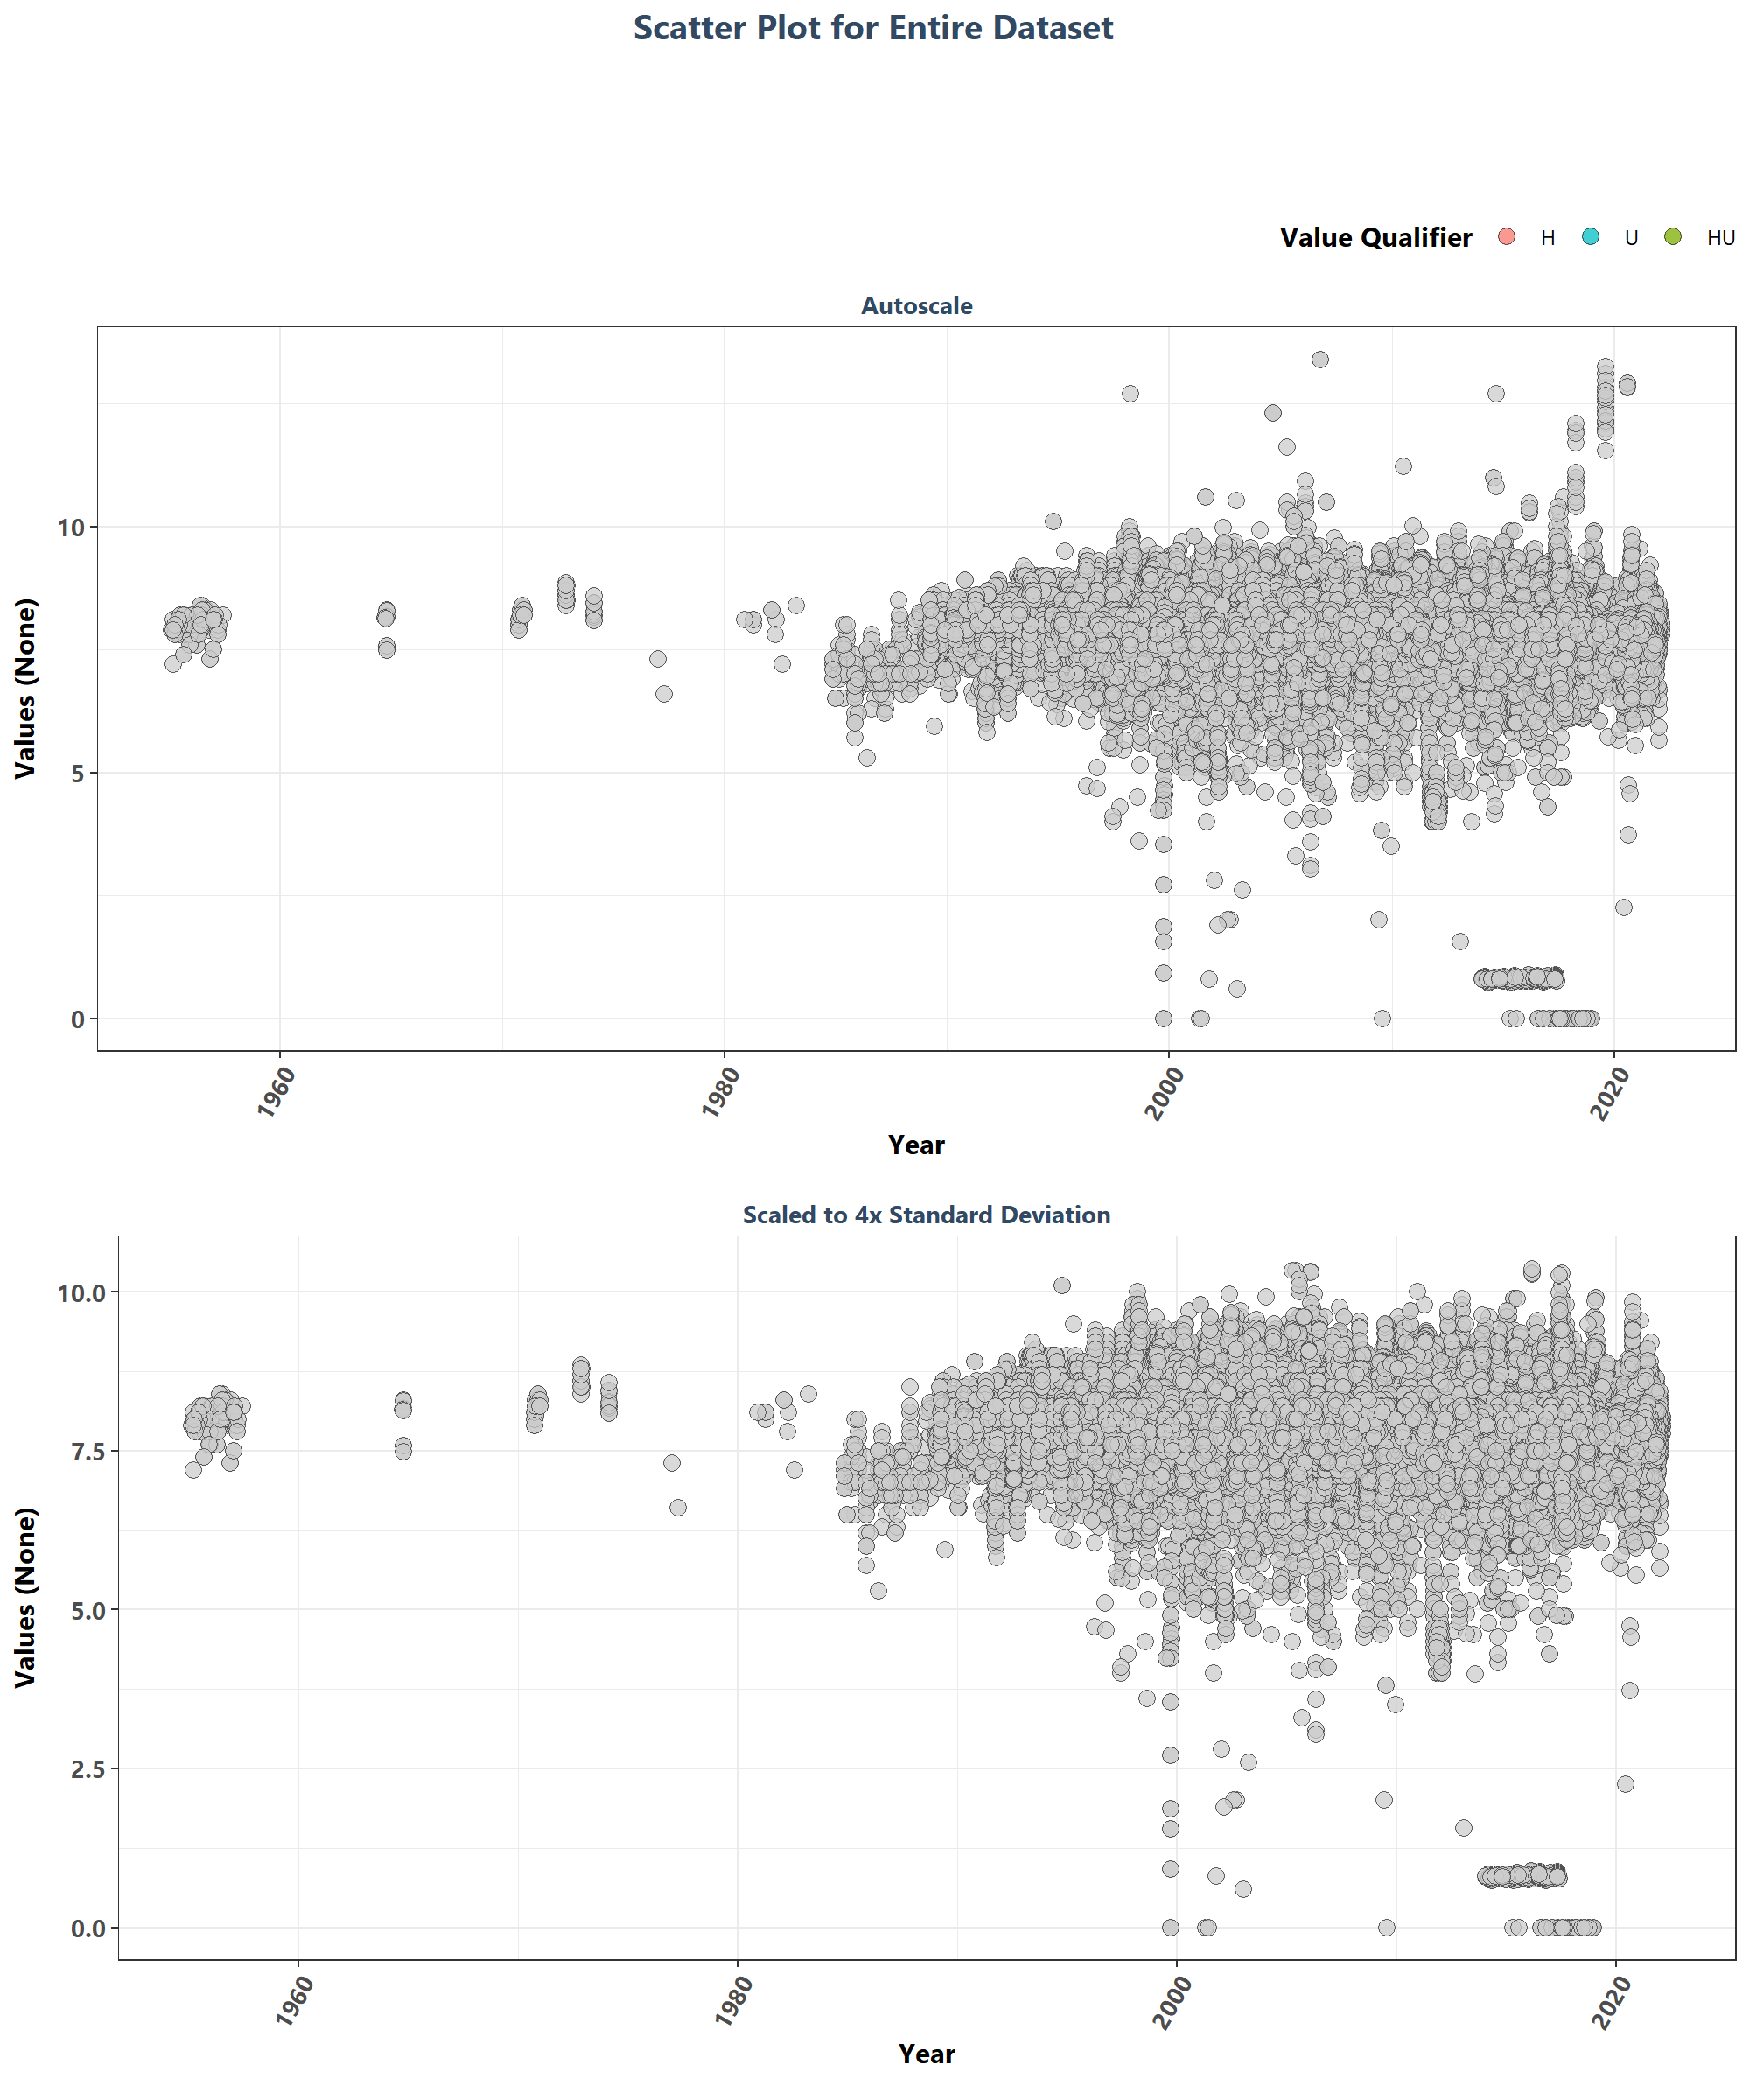 Scatter Plot for Entire Dataset
Value Qualifier H U HU
Autoscale
10
5
0
Values (None)
1960 1980 2000 2020
Year
Scaled to 4x Standard Deviation
10.0
7.5
5.0
2.5
0.0
Values (None)
1960 1980 2000 2020
Year